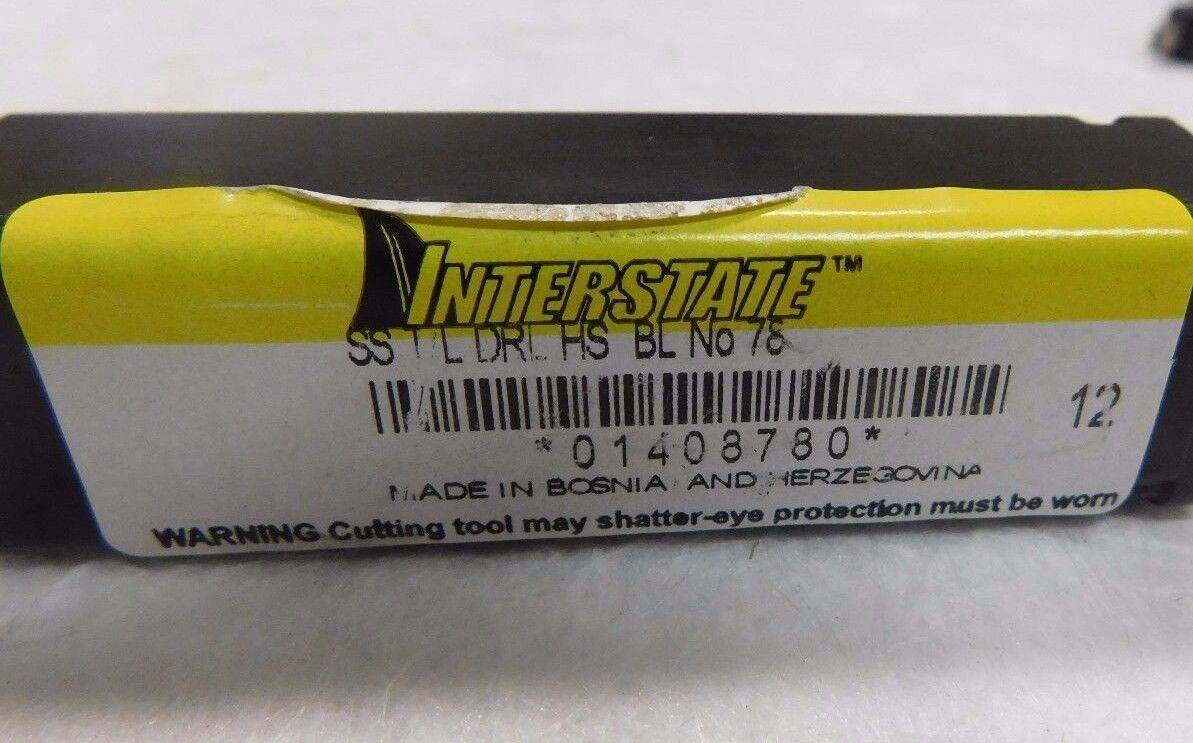 INTERSTATE™
SS T/L DRL HS BL No 78
12
*01408780*
MADE IN BOSNIA AND HERZEGOVINA
WARNING Cutting tool may shatter-eye protection must be worn